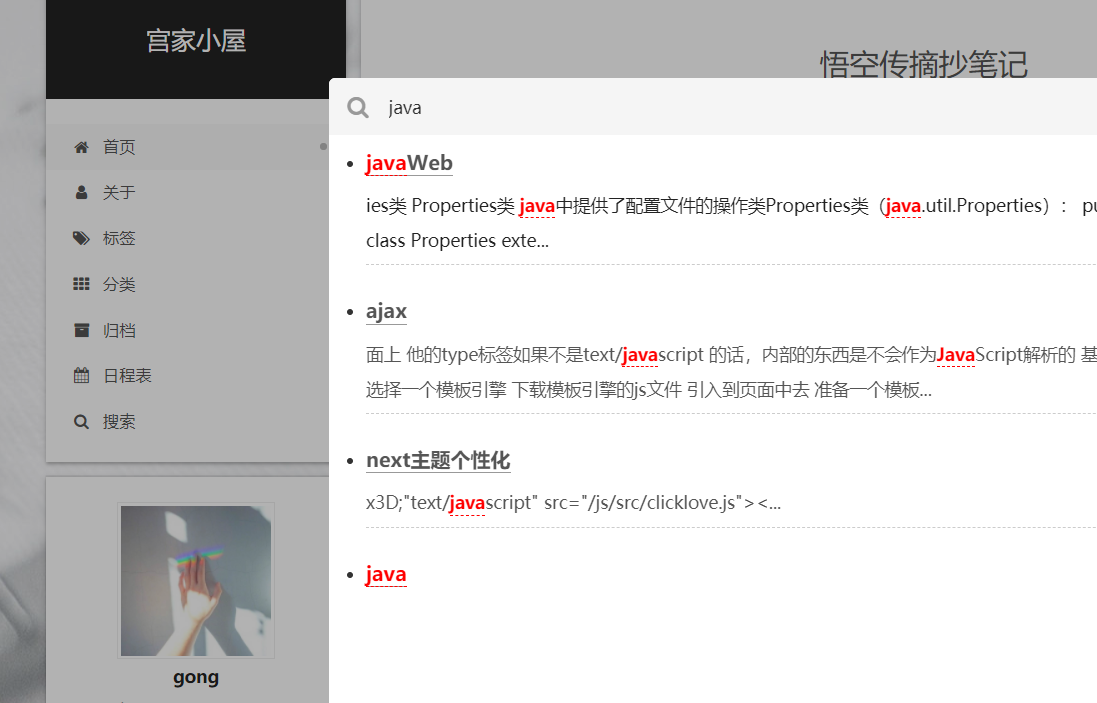 宫家小屋
悟空传摘抄笔记
首页
关于
标签
分类
归档
日程表
搜索
gong
java
javaWeb
ies类 Properties类 java中提供了配置文件的操作类Properties类（java.util.Properties）： pu
class Properties exte...
ajax
面上 他的type标签如果不是text/javascript 的话，内部的东西是不会作为JavaScript解析的 基
选择一个模板引擎 下载模板引擎的js文件 引入到页面中去 准备一个模板...
next主题个性化
x3D;"text/javascript" src="/js/src/clicklove.js"><...
java